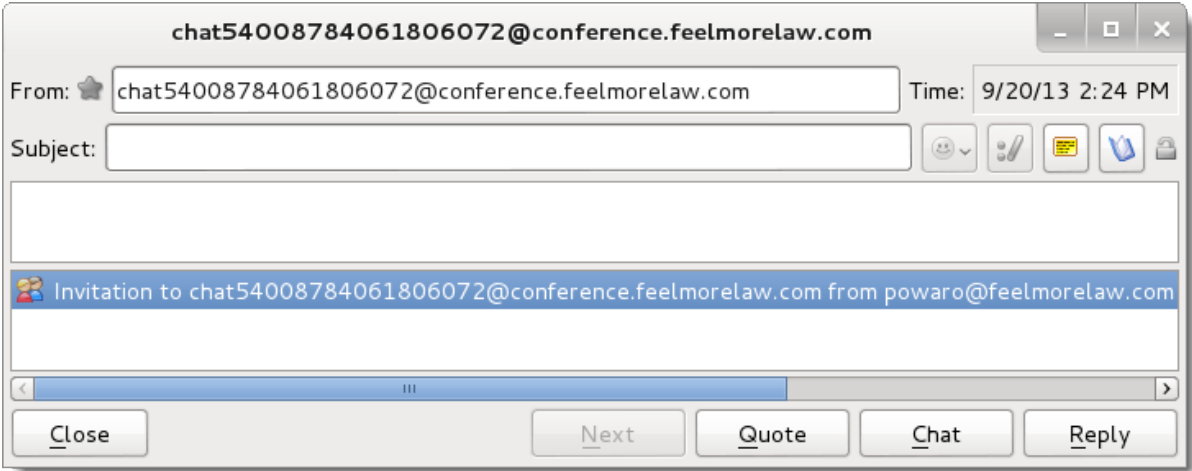 chat54008784061806072@conference.feelmorelaw.com
From: chat54008784061806072@conference.feelmorelaw.com Time: 9/20/13 2:24 PM
Subject:
Invitation to chat54008784061806072@conference.feelmorelaw.com from powaro@feelmorelaw.com
Close Next Quote Chat Reply